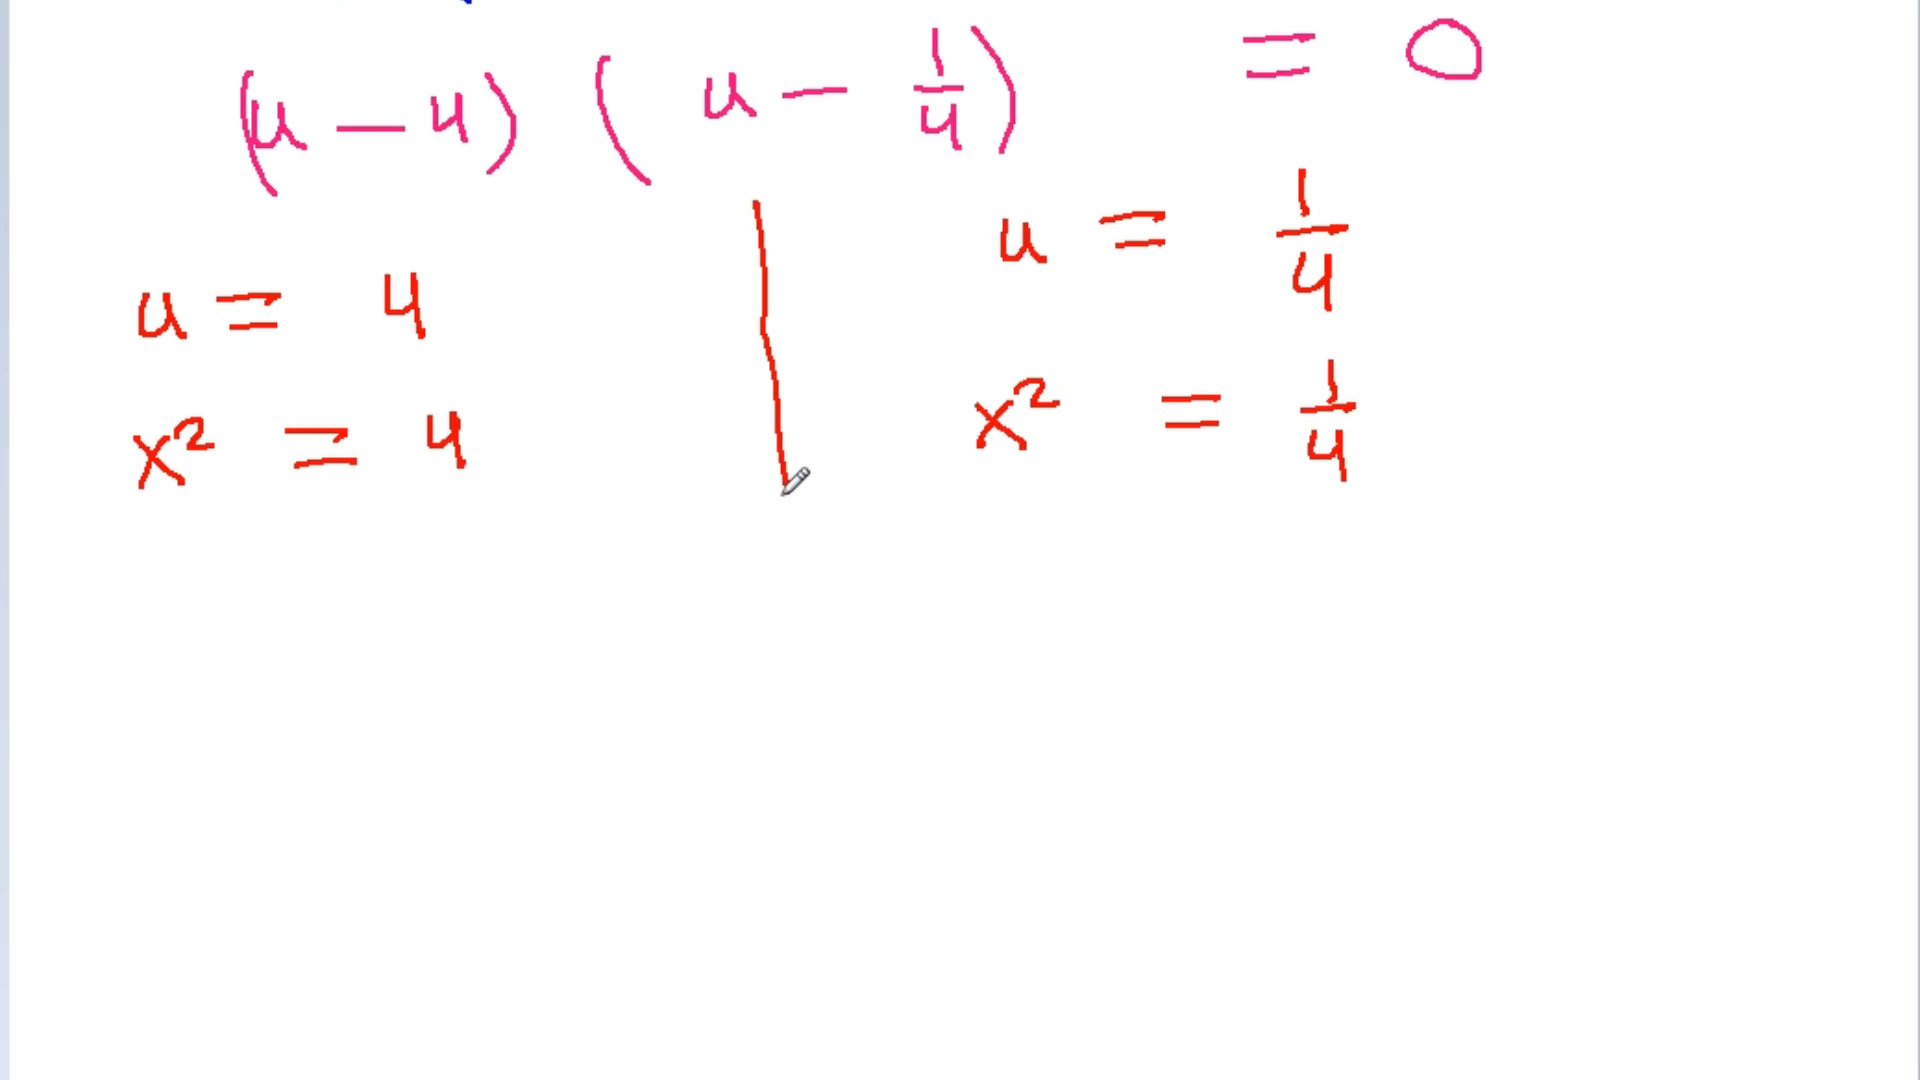 (u − 4) (u − 1/4) = 0
u = 4
u = 1/4
x² = 4
x² = 1/4